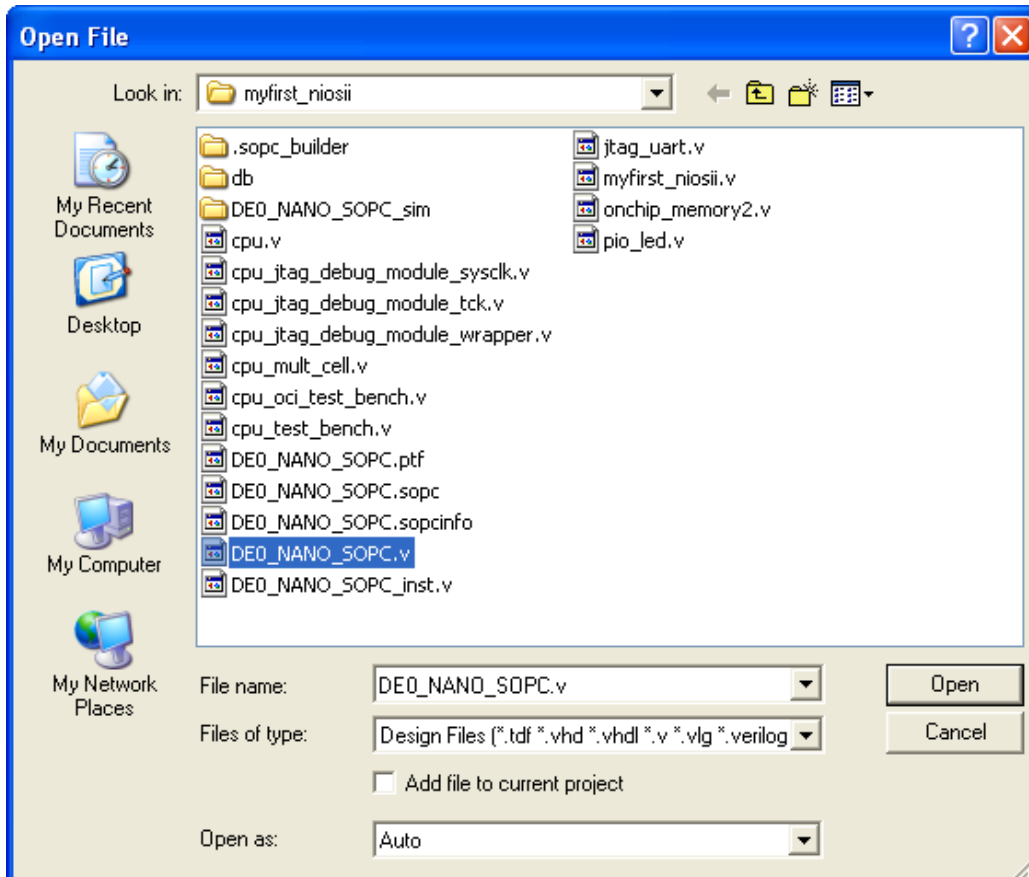 Open File
Look in: myfirst_niosii
My Recent
Documents
Desktop
My Documents
My Computer
My Network
Places
.sopc_builder
db
DE0_NANO_SOPC_sim
cpu.v
cpu_jtag_debug_module_sysclk.v
cpu_jtag_debug_module_tck.v
cpu_jtag_debug_module_wrapper.v
cpu_mult_cell.v
cpu_oci_test_bench.v
cpu_test_bench.v
DE0_NANO_SOPC.ptf
DE0_NANO_SOPC.sopc
DE0_NANO_SOPC.sopcinfo
DE0_NANO_SOPC.v
DE0_NANO_SOPC_inst.v
jtag_uart.v
myfirst_niosii.v
onchip_memory2.v
pio_led.v
File name: DE0_NANO_SOPC.v Open
Files of type: Design Files (*.tdf *.vhd *.vhdl *.v *.vlg *.verilog Cancel
Add file to current project
Open as: Auto